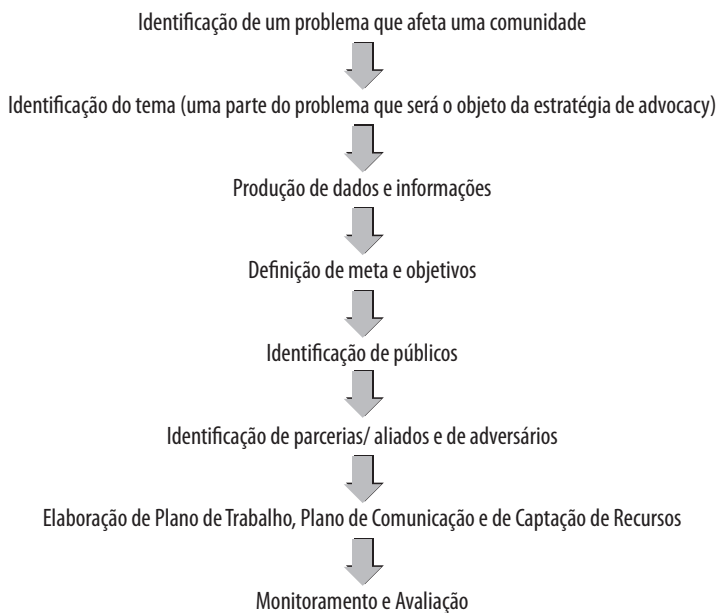 Identificação de um problema que afeta uma comunidade
Identificação do tema (uma parte do problema que será o objeto da estratégia de advocacy)
Produção de dados e informações
Definição de meta e objetivos
Identificação de públicos
Identificação de parcerias/ aliados e de adversários
Elaboração de Plano de Trabalho, Plano de Comunicação e de Captação de Recursos
Monitoramento e Avaliação